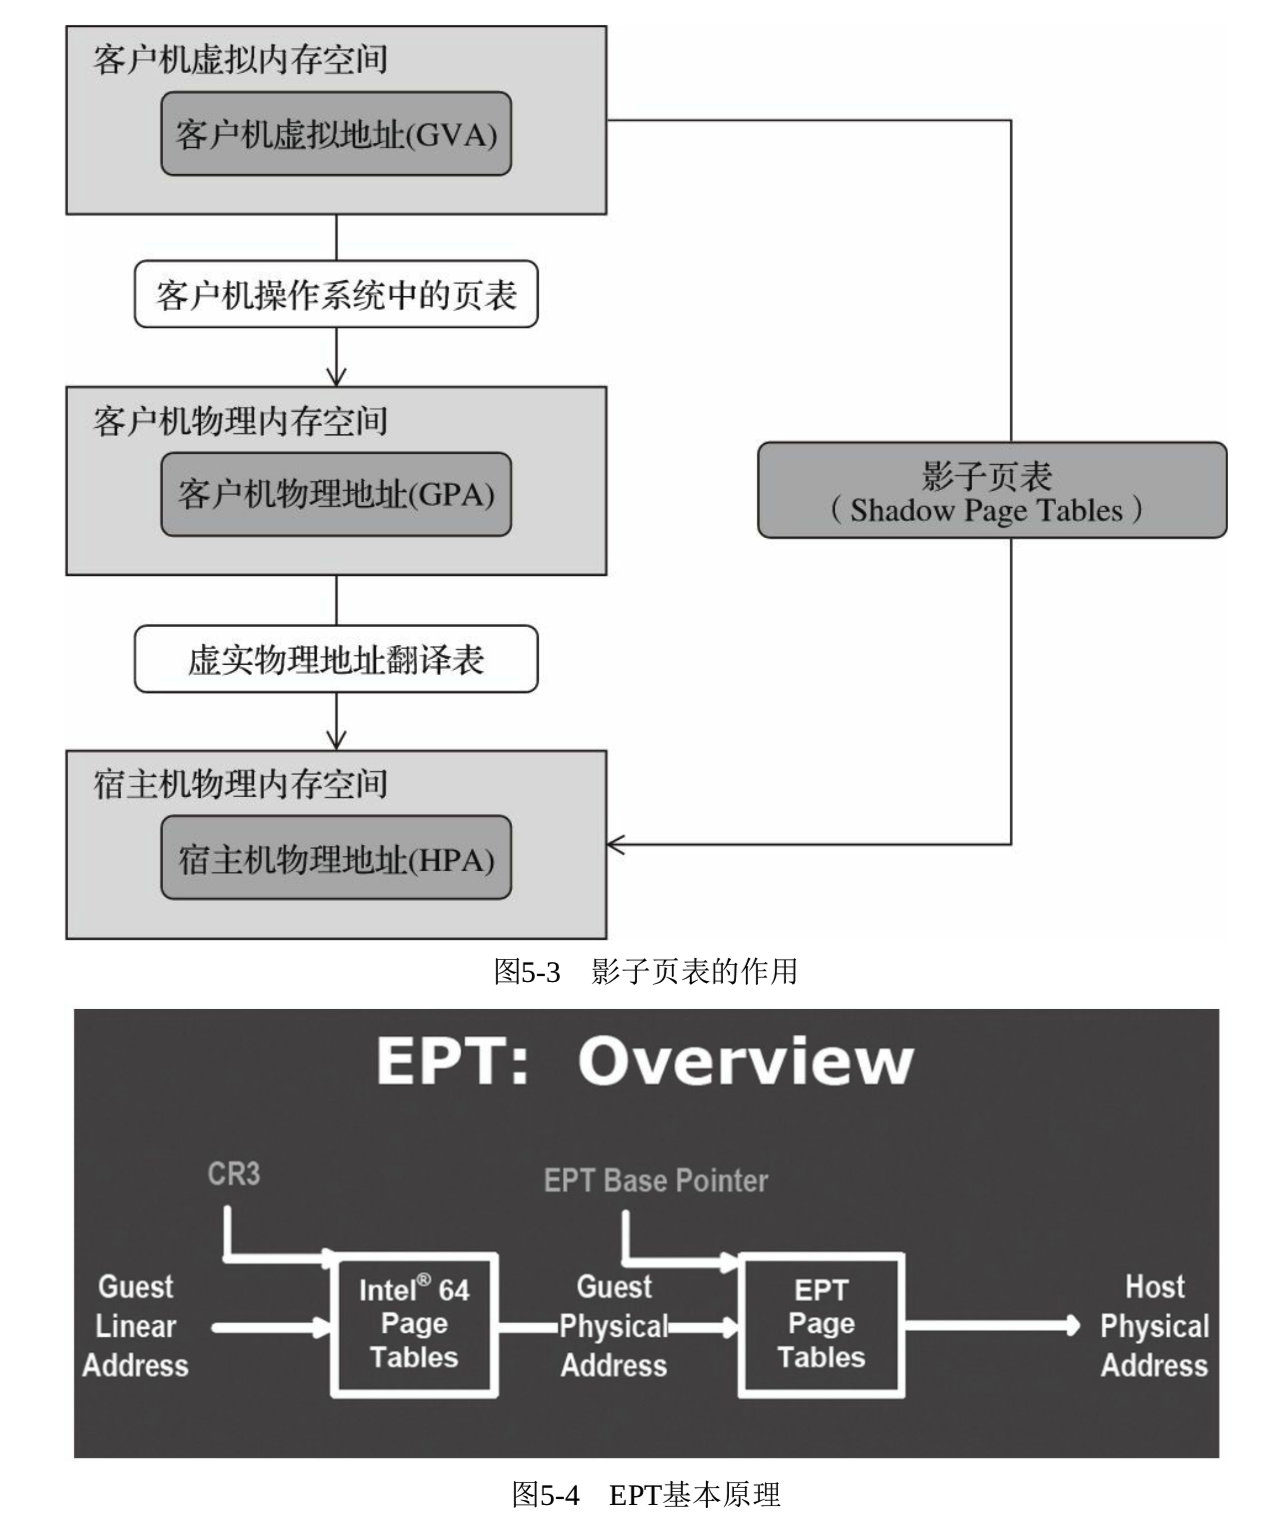 客户机虚拟内存空间
客户机虚拟地址(GVA)
客户机操作系统中的页表
客户机物理内存空间
客户机物理地址(GPA)
影子页表
（Shadow Page Tables）
虚实物理地址翻译表
宿主机物理内存空间
宿主机物理地址(HPA)
图5-3 影子页表的作用
EPT: Overview
CR3
EPT Base Pointer
Guest
Linear
Address
Intel® 64
Page
Tables
Guest
Physical
Address
EPT
Page
Tables
Host
Physical
Address
图5-4 EPT基本原理